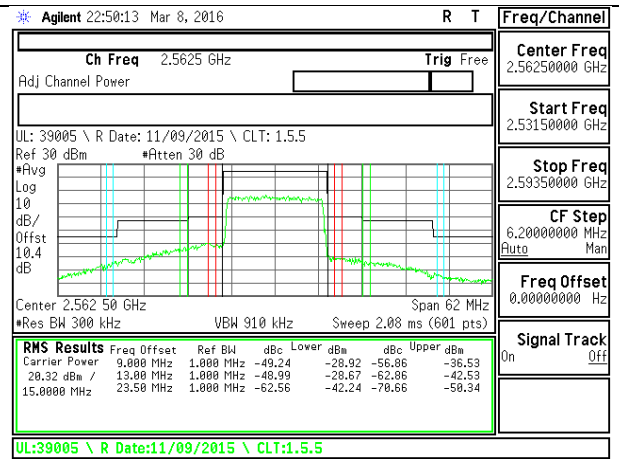 Agilent 22:50:13 Mar 8, 2016 R T
Freq/Channel
Ch Freq 2.5625 GHz Trig Free
Adj Channel Power
Center Freq
2.56250000 GHz
Start Freq
2.53150000 GHz
Stop Freq
2.59350000 GHz
CF Step
6.20000000 MHz
Auto Man
Freq Offset
0.00000000 Hz
Signal Track
On Off
UL: 39005 \ R Date: 11/09/2015 \ CLT: 1.5.5
Ref 30 dBm #Atten 30 dB
#Avg
Log
10
dB/
Offst
10.4
dB
Center 2.562 50 GHz Span 62 MHz
#Res BW 300 kHz VBW 910 kHz Sweep 2.08 ms (601 pts)
RMS Results Freq Offset Ref BW dBc Lower dBm dBc Upper dBm
Carrier Power 9.000 MHz 1.000 MHz -49.24 -28.92 -56.86 -36.53
20.32 dBm / 13.00 MHz 1.000 MHz -48.99 -28.67 -62.86 -42.53
15.0000 MHz 23.50 MHz 1.000 MHz -62.56 -42.24 -70.66 -50.34
UL:39005 \ R Date:11/09/2015 \ CLT:1.5.5